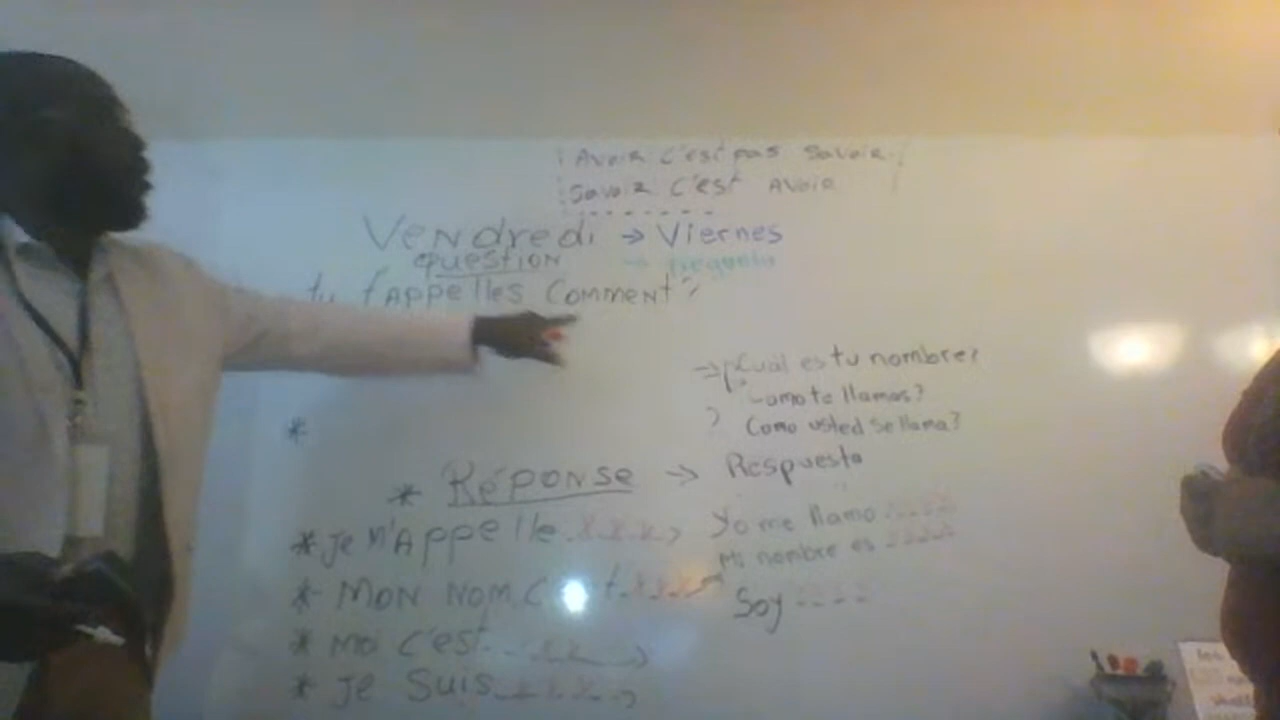 Avoir c'est pas savoir
Savoir c'est avoir
Vendredi → Viernes
question → Pregunta
tu t'appelles Comment?
→ ¿Cual es tu nombre?
Como te llamas?
Como usted se llama?
*
* Réponse → Respuesta
* Je m'Appelle ...... → Yo me llamo ......
Mi nombre es ......
* MON NOM C'
Soy ----
* moi c'est ......
* Je Suis ......